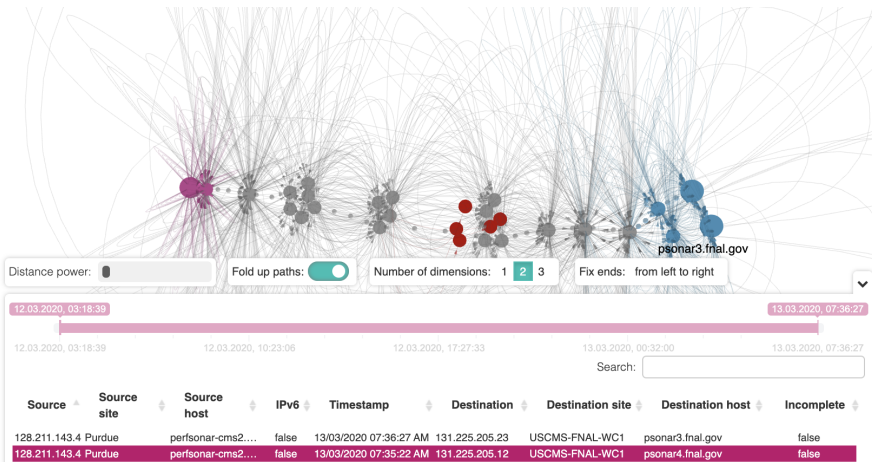 psonar3.fnal.gov
Distance power:
Fold up paths:
Number of dimensions: 1 2 3
Fix ends: from left to right
12.03.2020, 03:18:39 13.03.2020, 07:36:27
12.03.2020, 03:18:39 12.03.2020, 10:23:06 12.03.2020, 17:27:33 13.03.2020, 00:32:00 13.03.2020, 07:36:27
Search:
Source Source site Source host IPv6 Timestamp Destination Destination site Destination host Incomplete
128.211.143.4 Purdue perfsonar-cms2.... false 13/03/2020 07:36:27 AM 131.225.205.23 USCMS-FNAL-WC1 psonar3.fnal.gov false
128.211.143.4 Purdue perfsonar-cms2.... false 13/03/2020 07:35:22 AM 131.225.205.12 USCMS-FNAL-WC1 psonar4.fnal.gov false